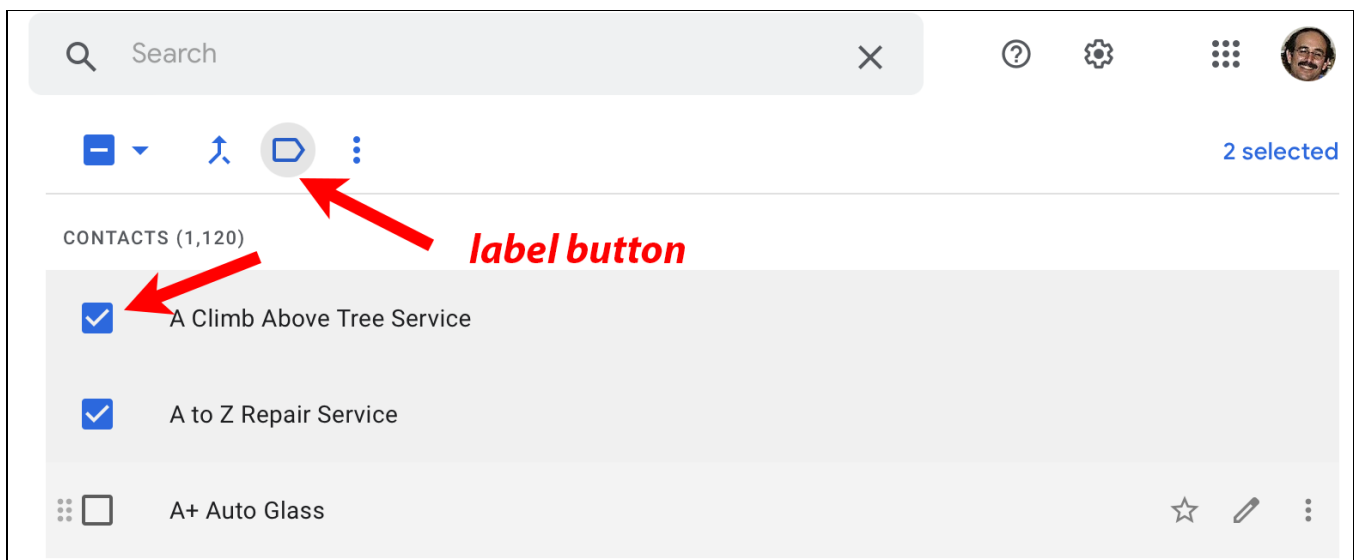 Search
2 selected
label button
CONTACTS (1,120)
A Climb Above Tree Service
A to Z Repair Service
A+ Auto Glass